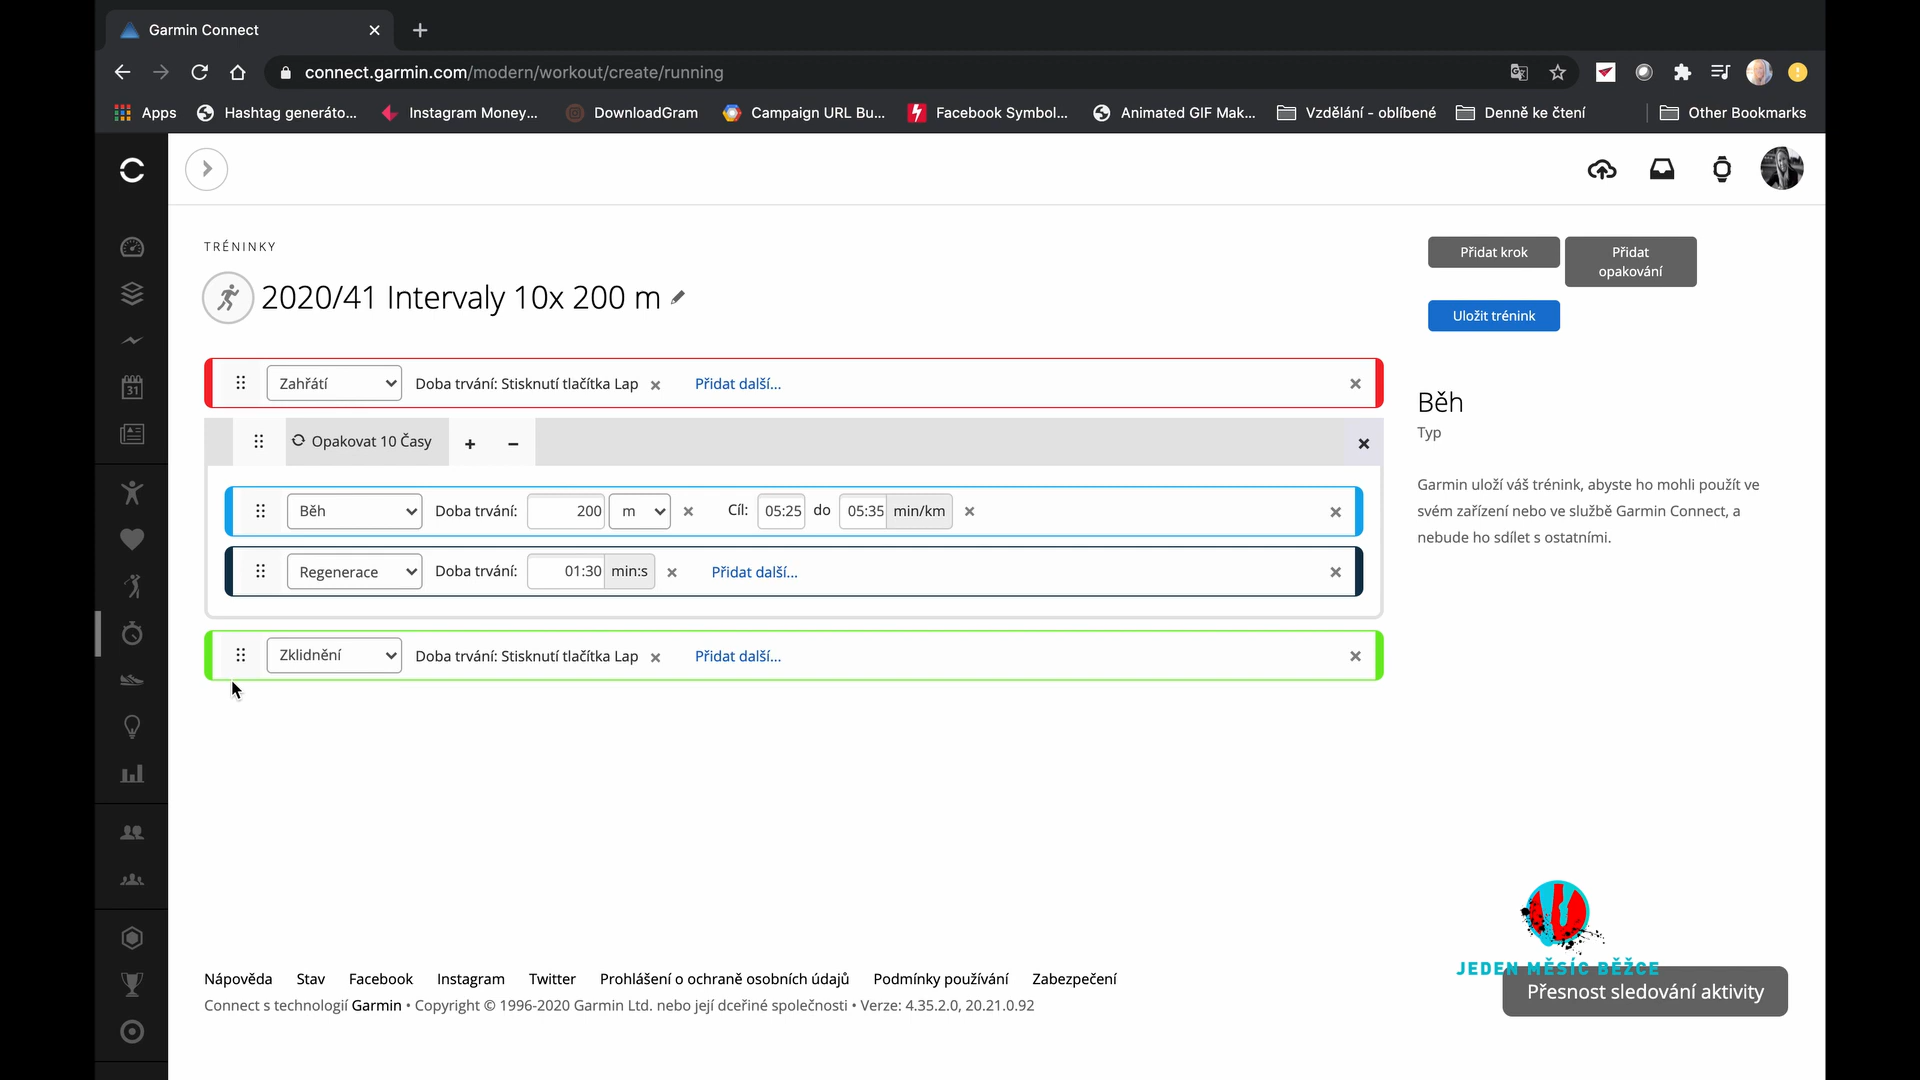 Garmin Connect
connect.garmin.com/modern/workout/create/running
Apps Hashtag generáto... Instagram Money... DownloadGram Campaign URL Bu... Facebook Symbol... Animated GIF Mak... Vzdělání - oblíbené Denně ke čtení Other Bookmarks
TRÉNINKY
2020/41 Intervaly 10x 200 m
Přidat krok
Přidat
opakování
Uložit trénink
Zahřátí Doba trvání: Stisknutí tlačítka Lap Přidat další...
Opakovat 10 Časy + −
Běh Doba trvání: 200 m Cíl: 05:25 do 05:35 min/km
Regenerace Doba trvání: 01:30 min:s Přidat další...
Zklidnění Doba trvání: Stisknutí tlačítka Lap Přidat další...
Běh
Typ
Garmin uloží váš trénink, abyste ho mohli použít ve
svém zařízení nebo ve službě Garmin Connect, a
nebude ho sdílet s ostatními.
31
JEDEN MĚSÍC BĚŽCE
Přesnost sledování aktivity
Nápověda Stav Facebook Instagram Twitter Prohlášení o ochraně osobních údajů Podmínky používání Zabezpečení
Connect s technologií Garmin • Copyright © 1996-2020 Garmin Ltd. nebo její dceřiné společnosti • Verze: 4.35.2.0, 20.21.0.92